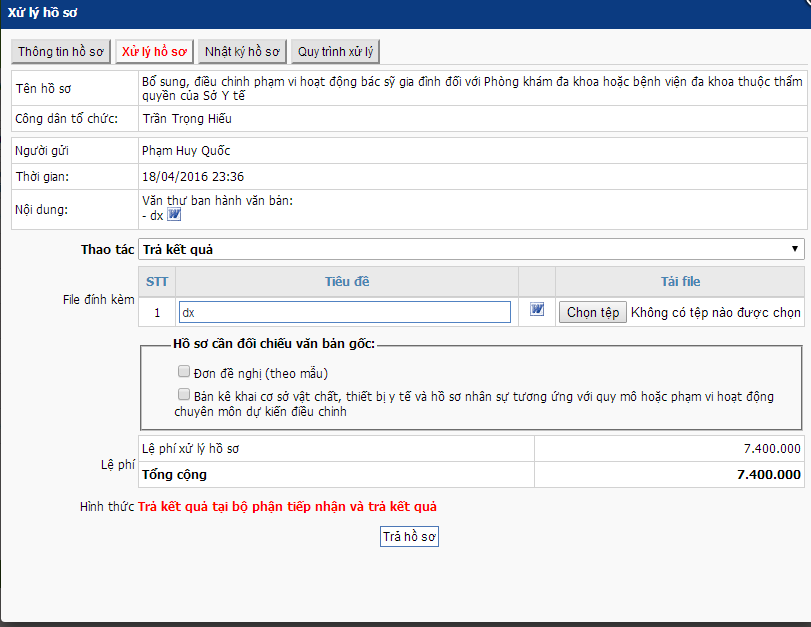 Xử lý hồ sơ
Thông tin hồ sơ Xử lý hồ sơ Nhật ký hồ sơ Quy trình xử lý
Tên hồ sơ
Bổ sung, điều chỉnh phạm vi hoạt động bác sỹ gia đình đối với Phòng khám đa khoa hoặc bệnh viện đa khoa thuộc thẩm
quyền của Sở Y tế
Công dân tổ chức: Trần Trọng Hiếu
Người gửi Phạm Huy Quốc
Thời gian: 18/04/2016 23:36
Nội dung:
Văn thư ban hành văn bản:
- dx
Thao tác Trả kết quả
File đính kèm
STT Tiêu đề Tải file
1 dx Chọn tệp Không có tệp nào được chọn
Hồ sơ cần đối chiếu văn bản gốc:
Đơn đề nghị (theo mẫu)
Bản kê khai cơ sở vật chất, thiết bị y tế và hồ sơ nhân sự tương ứng với quy mô hoặc phạm vi hoạt động
chuyên môn dự kiến điều chỉnh
Lệ phí
Lệ phí xử lý hồ sơ 7.400.000
Tổng cộng 7.400.000
Hình thức Trả kết quả tại bộ phận tiếp nhận và trả kết quả
Trả hồ sơ